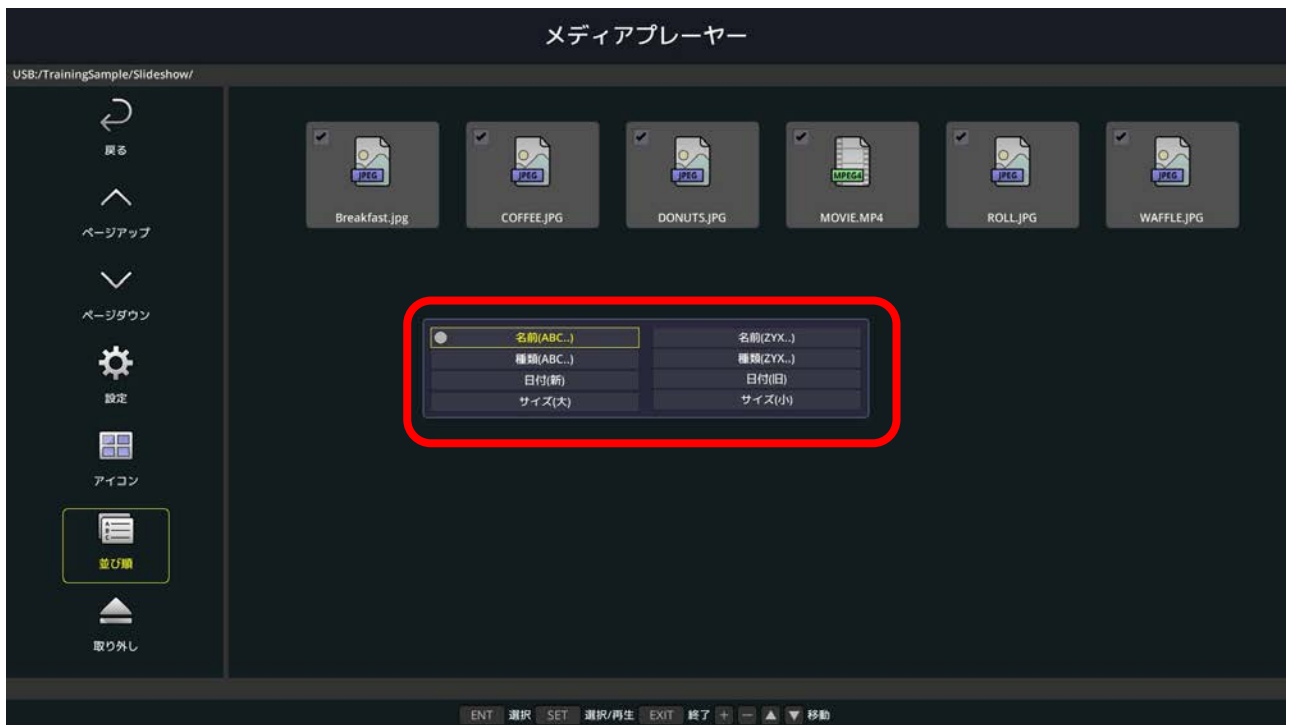 メディアプレーヤー
USB:/TrainingSample/Slideshow/
戻る
ページアップ
ページダウン
設定
アイコン
並び順
取り外し
JPEG JPEG JPEG MPEG4 JPEG JPEG
Breakfast.jpg COFFEE.JPG DONUTS.JPG MOVIE.MP4 ROLL.JPG WAFFLE.JPG
名前(ABC..) 名前(ZYX..)
種類(ABC..) 種類(ZYX..)
日付(新) 日付(旧)
サイズ(大) サイズ(小)
ENT 選択 SET 選択/再生 EXIT 終了 + − ▲ ▼ 移動